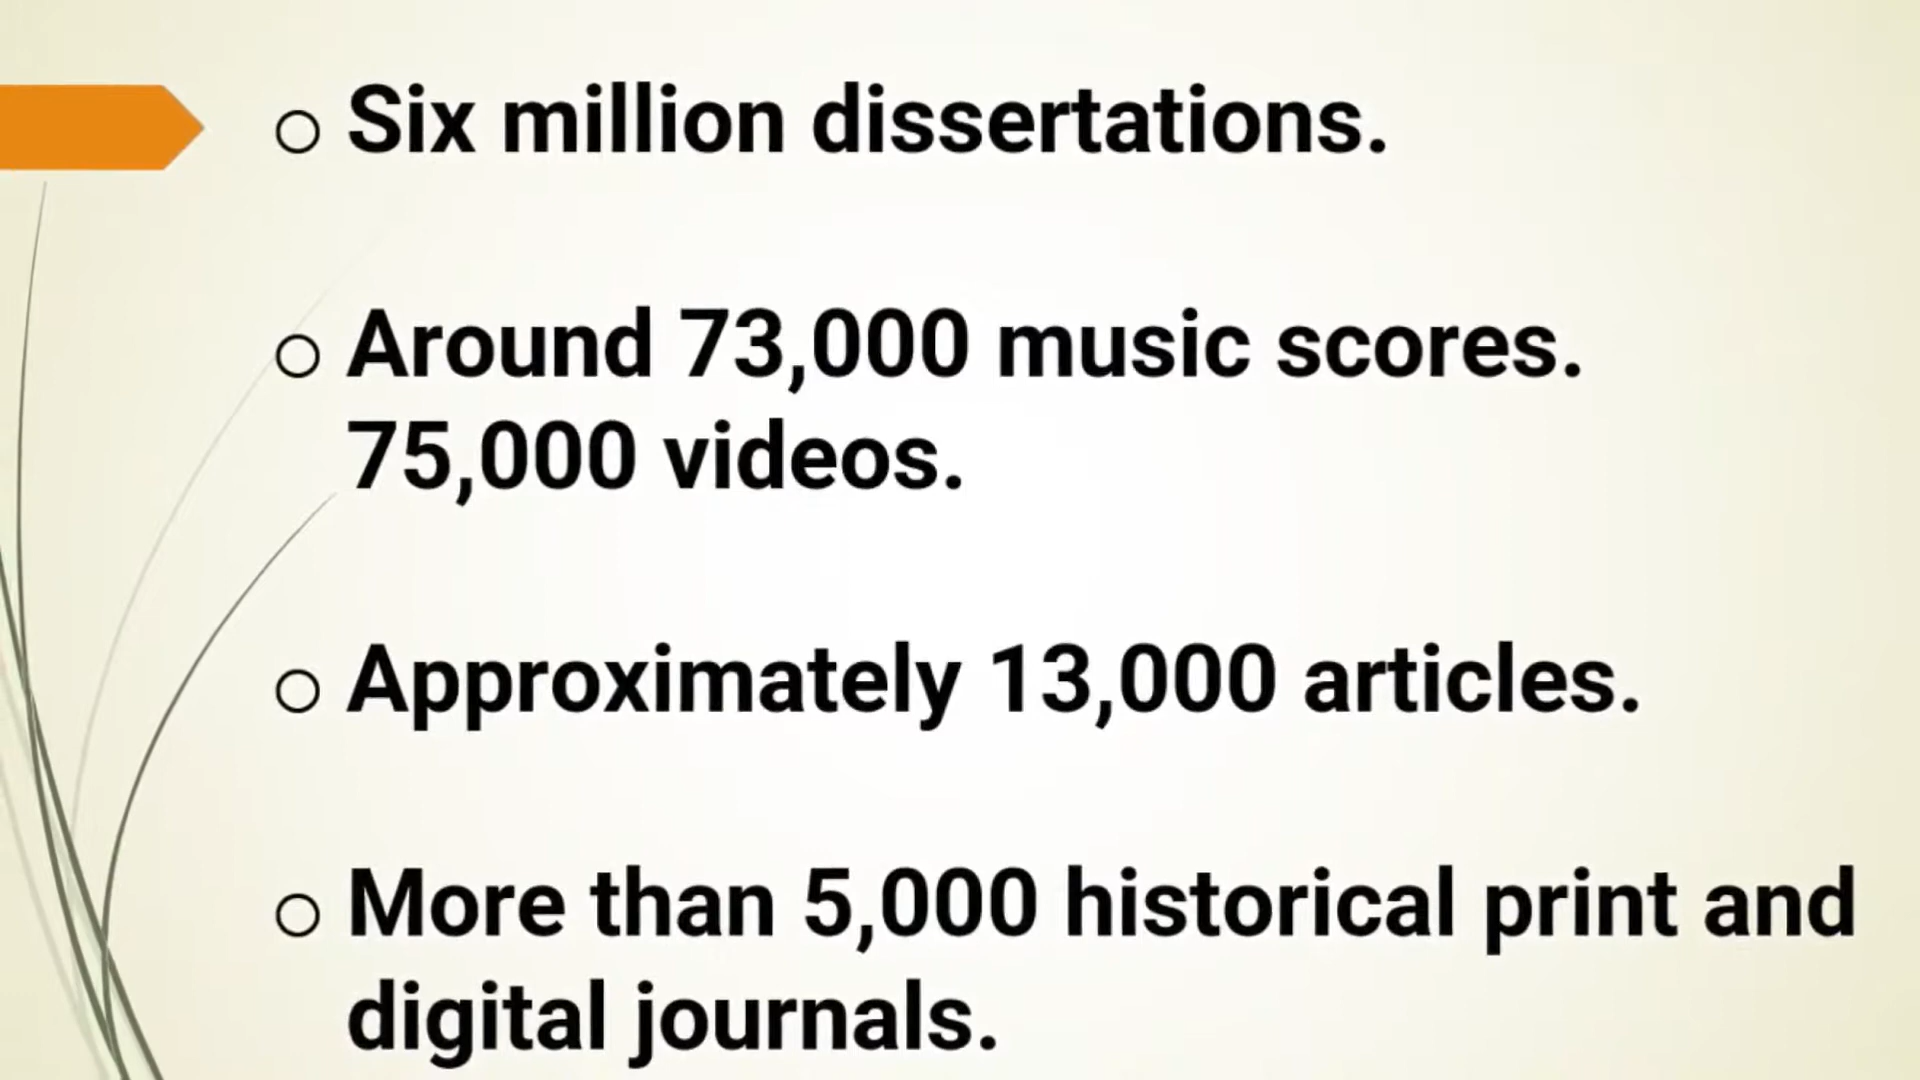 Six million dissertations.
Around 73,000 music scores.
75,000 videos.
Approximately 13,000 articles.
More than 5,000 historical print and
digital journals.